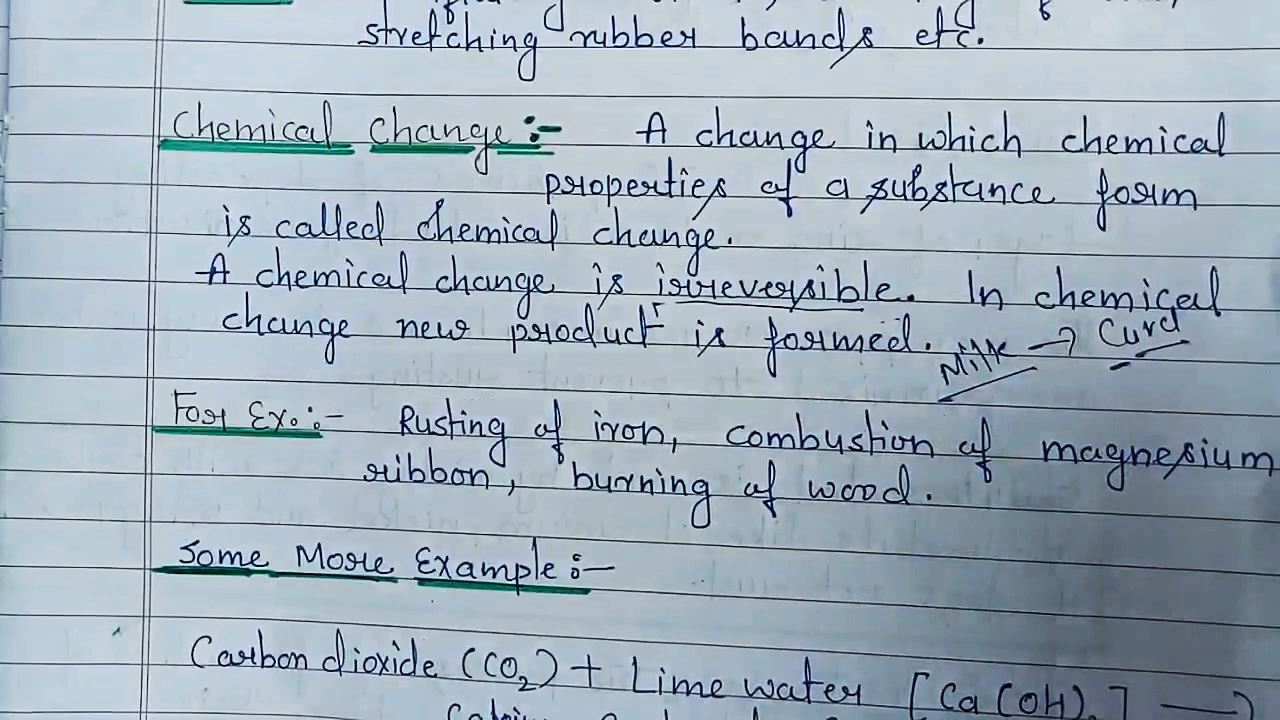 stretching rubber bands etc.
Chemical Change :- A change in which chemical
properties of a substance form
is called chemical change.
A chemical change is irreversible. In chemical
change new product is formed. Milk → Curd
For Ex. :- Rusting of iron, combustion of magnesium
ribbon, burning of wood.
Some More Example :-
Carbon dioxide (CO₂) + Lime water [Ca(OH)₂] →